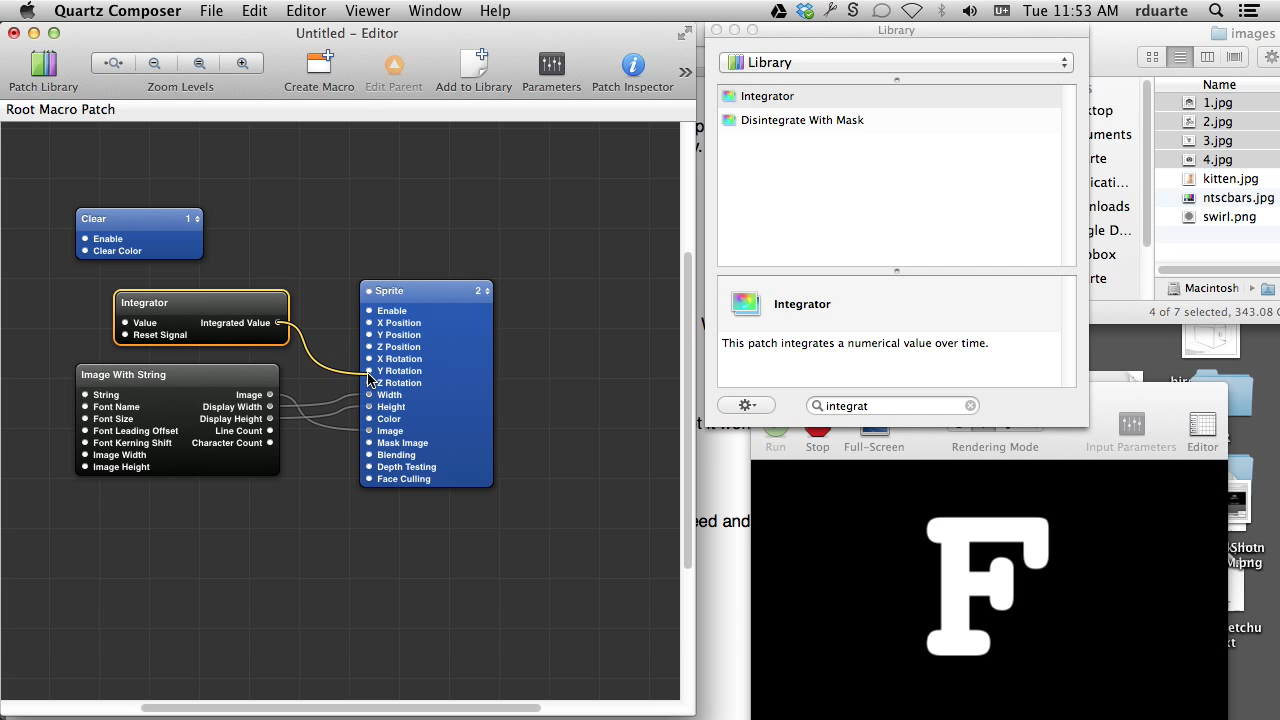 Quartz Composer File Edit Editor Viewer Window Help
Tue 11:53 AM rduarte
Untitled – Editor
Patch Library
Zoom Levels
Create Macro
Edit Parent
Add to Library
Parameters
Patch Inspector
Root Macro Patch
Clear 1
Enable
Clear Color
Integrator
Value Integrated Value
Reset Signal
Image With String
String Image
Font Name Display Width
Font Size Display Height
Font Leading Offset Line Count
Font Kerning Shift Character Count
Image Width
Image Height
Sprite 2
Enable
X Position
Y Position
Z Position
X Rotation
Y Rotation
Z Rotation
Width
Height
Color
Image
Mask Image
Blending
Depth Testing
Face Culling
Library
Library
Integrator
Disintegrate With Mask
Integrator
This patch integrates a numerical value over time.
integrat
images
Name
1.jpg
2.jpg
3.jpg
4.jpg
kitten.jpg
ntscbars.jpg
swirl.png
Macintosh
4 of 7 selected, 343.08
Run
Stop
Full-Screen
Rendering Mode
Input Parameters
Editor
F